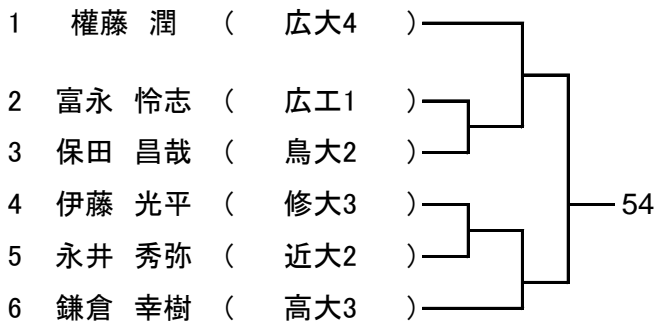 1 權藤 潤 ( 広大4 )
2 富永 怜志 ( 広工1 )
3 保田 昌哉 ( 鳥大2 )
4 伊藤 光平 ( 修大3 )
54
5 永井 秀弥 ( 近大2 )
6 鎌倉 幸樹 ( 高大3 )